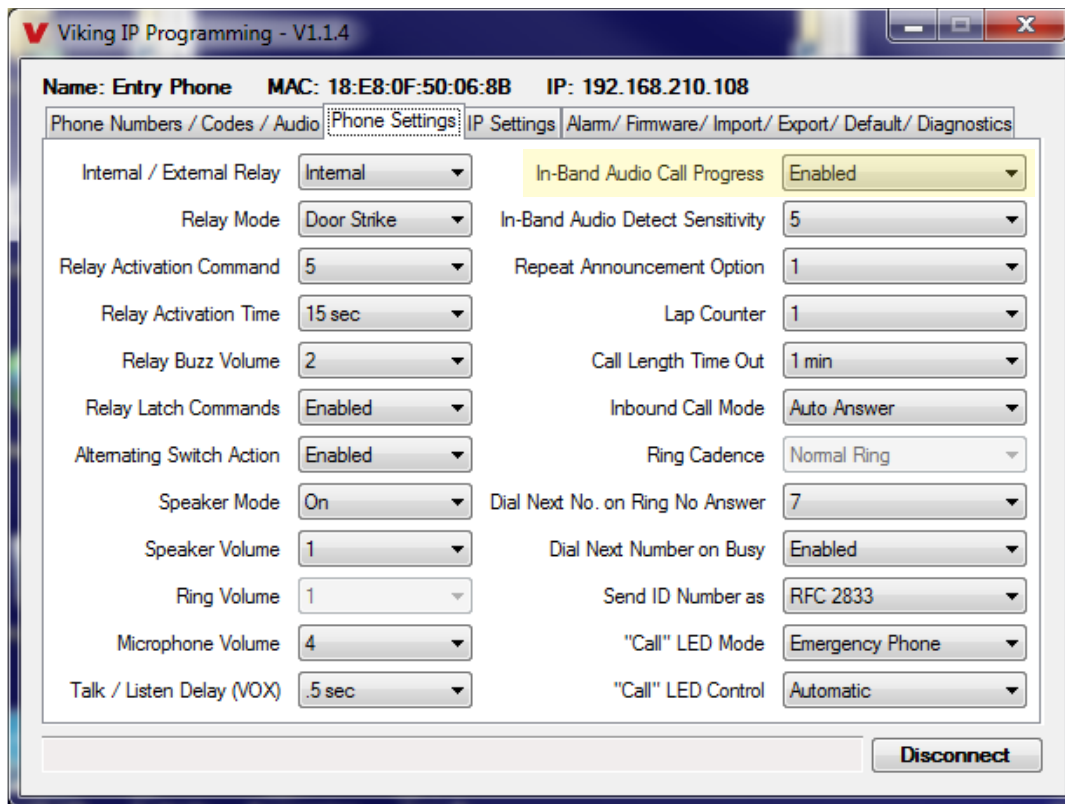 Viking IP Programming - V1.1.4
Name: Entry Phone MAC: 18:E8:0F:50:06:8B IP: 192.168.210.108
Phone Numbers / Codes / Audio Phone Settings IP Settings Alarm/ Firmware/ Import/ Export/ Default/ Diagnostics
Internal / External Relay Internal In-Band Audio Call Progress Enabled
Relay Mode Door Strike In-Band Audio Detect Sensitivity 5
Relay Activation Command 5 Repeat Announcement Option 1
Relay Activation Time 15 sec Lap Counter 1
Relay Buzz Volume 2 Call Length Time Out 1 min
Relay Latch Commands Enabled Inbound Call Mode Auto Answer
Alternating Switch Action Enabled Ring Cadence Normal Ring
Speaker Mode On Dial Next No. on Ring No Answer 7
Speaker Volume 1 Dial Next Number on Busy Enabled
Ring Volume 1 Send ID Number as RFC 2833
Microphone Volume 4 "Call" LED Mode Emergency Phone
Talk / Listen Delay (VOX) .5 sec "Call" LED Control Automatic
Disconnect